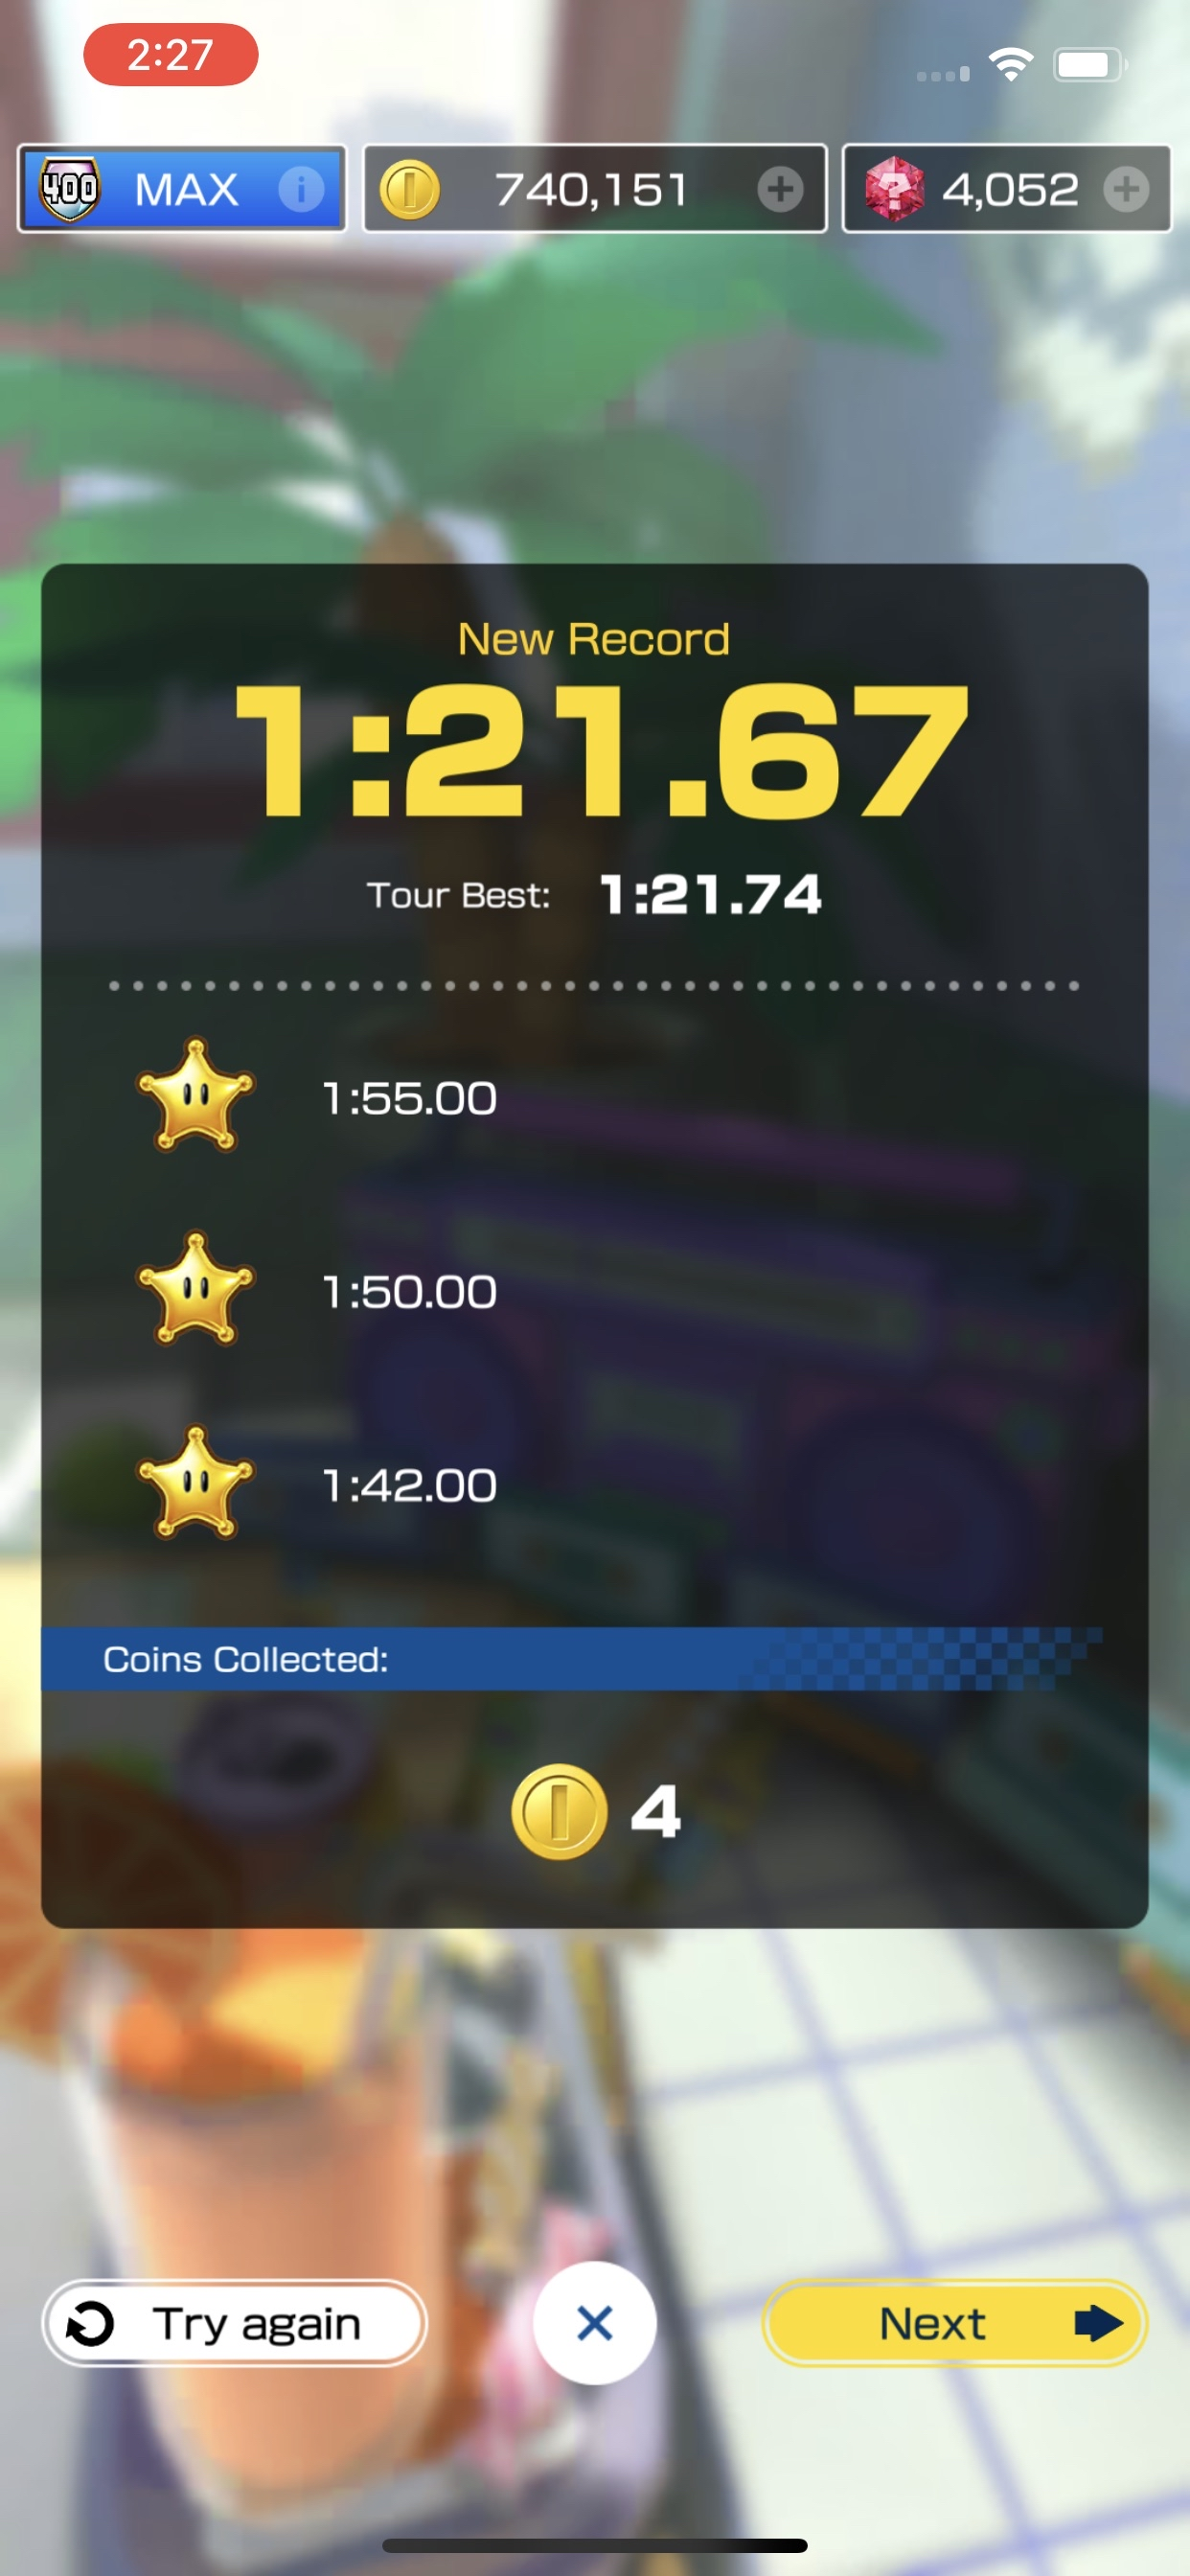 2:27
400 MAX i 740,151 4,052
New Record
1:21.67
Tour Best: 1:21.74
1:55.00
1:50.00
1:42.00
Coins Collected:
4
Try again
Next